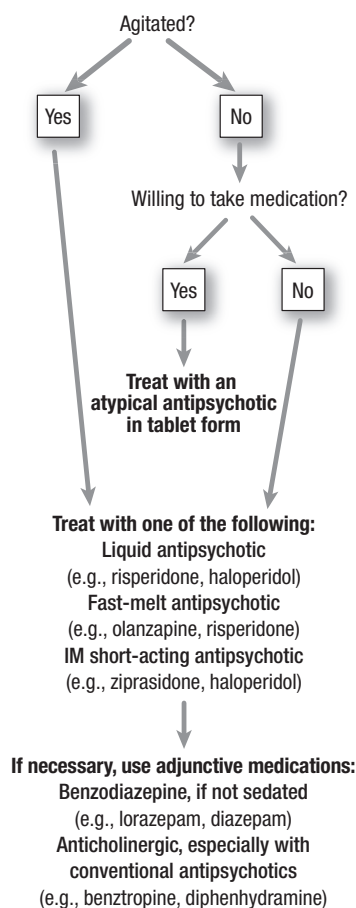 Agitated?
Yes
No
Willing to take medication?
Yes
No
Treat with an
atypical antipsychotic
in tablet form
Treat with one of the following:
Liquid antipsychotic
(e.g., risperidone, haloperidol)
Fast-melt antipsychotic
(e.g., olanzapine, risperidone)
IM short-acting antipsychotic
(e.g., ziprasidone, haloperidol)
If necessary, use adjunctive medications:
Benzodiazepine, if not sedated
(e.g., lorazepam, diazepam)
Anticholinergic, especially with
conventional antipsychotics
(e.g., benztropine, diphenhydramine)